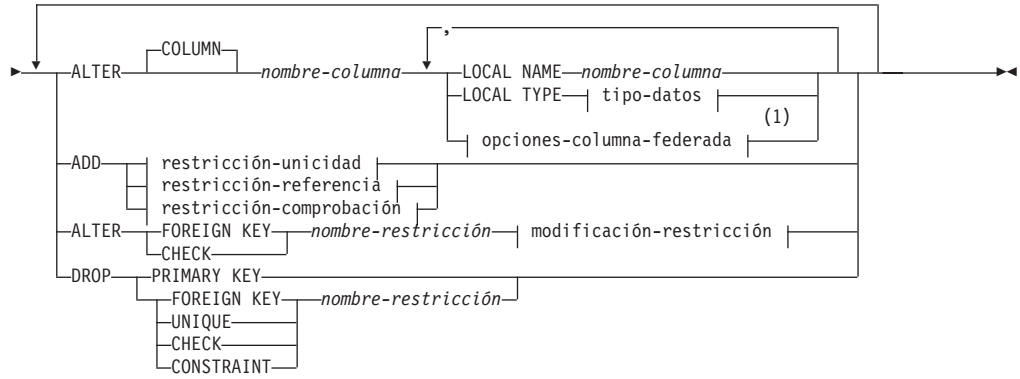 ,
COLUMN
ALTER nombre-columna LOCAL NAME nombre-columna
LOCAL TYPE tipo-datos
(1)
opciones-columna-federada
ADD restricción-unicidad
restricción-referencia
restricción-comprobación
ALTER FOREIGN KEY nombre-restricción modificación-restricción
CHECK
DROP PRIMARY KEY
FOREIGN KEY nombre-restricción
UNIQUE
CHECK
CONSTRAINT